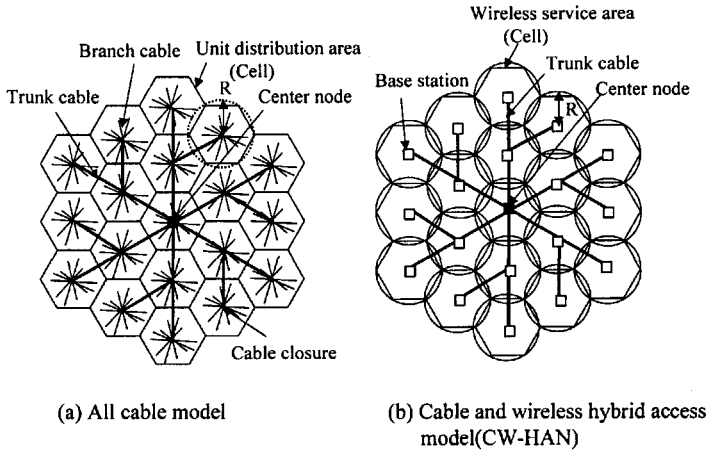 Branch cable
Unit distribution area
(Cell)
Trunk cable
R
Center node
Cable closure
(a) All cable model
Wireless service area
(Cell)
Trunk cable
Base station
Center node
R
(b) Cable and wireless hybrid access
model(CW-HAN)